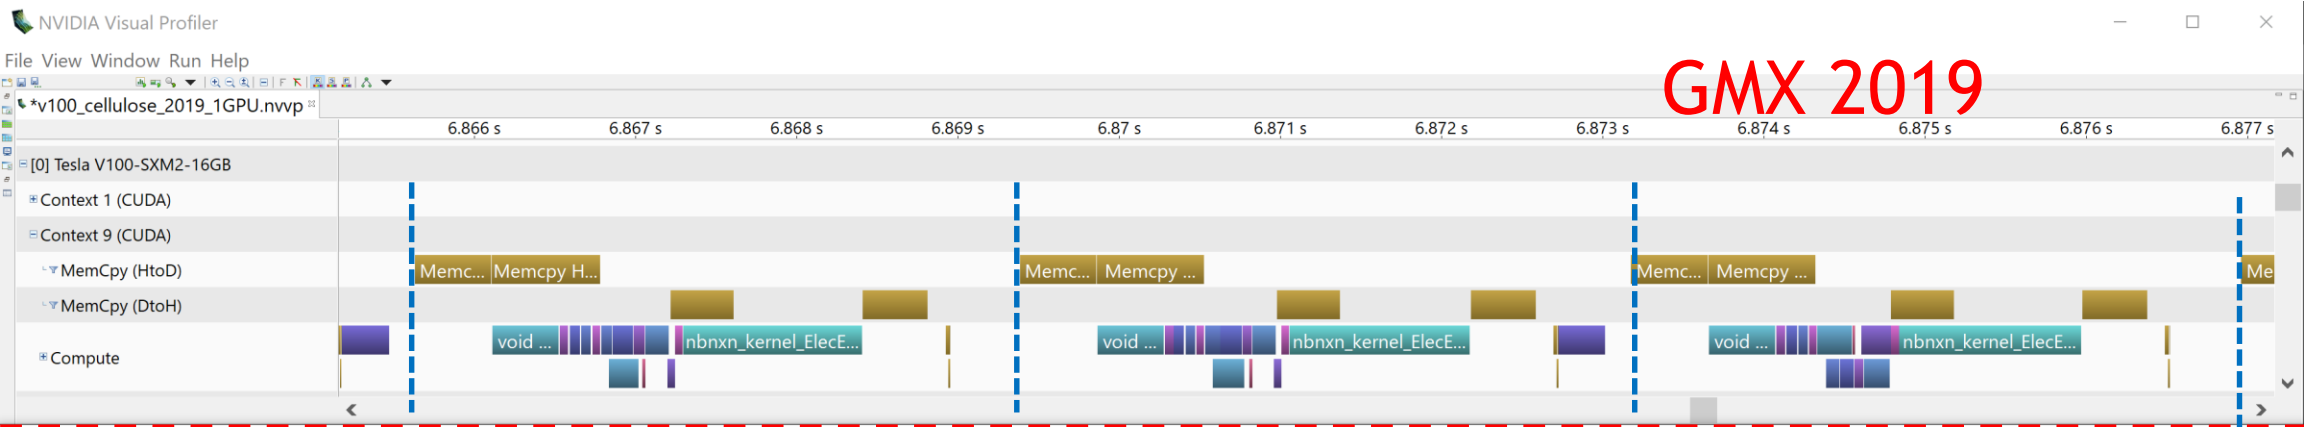 NVIDIA Visual Profiler
File View Window Run Help
GMX 2019
*v100_cellulose_2019_1GPU.nvvp
6.866 s 6.867 s 6.868 s 6.869 s 6.87 s 6.871 s 6.872 s 6.873 s 6.874 s 6.875 s 6.876 s 6.877 s
[0] Tesla V100-SXM2-16GB
Context 1 (CUDA)
Context 9 (CUDA)
MemCpy (HtoD) Memc... Memcpy H... Memc... Memcpy ... Memc... Memcpy ... Me
MemCpy (DtoH)
Compute void ... nbnxn_kernel_ElecE... void ... nbnxn_kernel_ElecE... void ... nbnxn_kernel_ElecE...